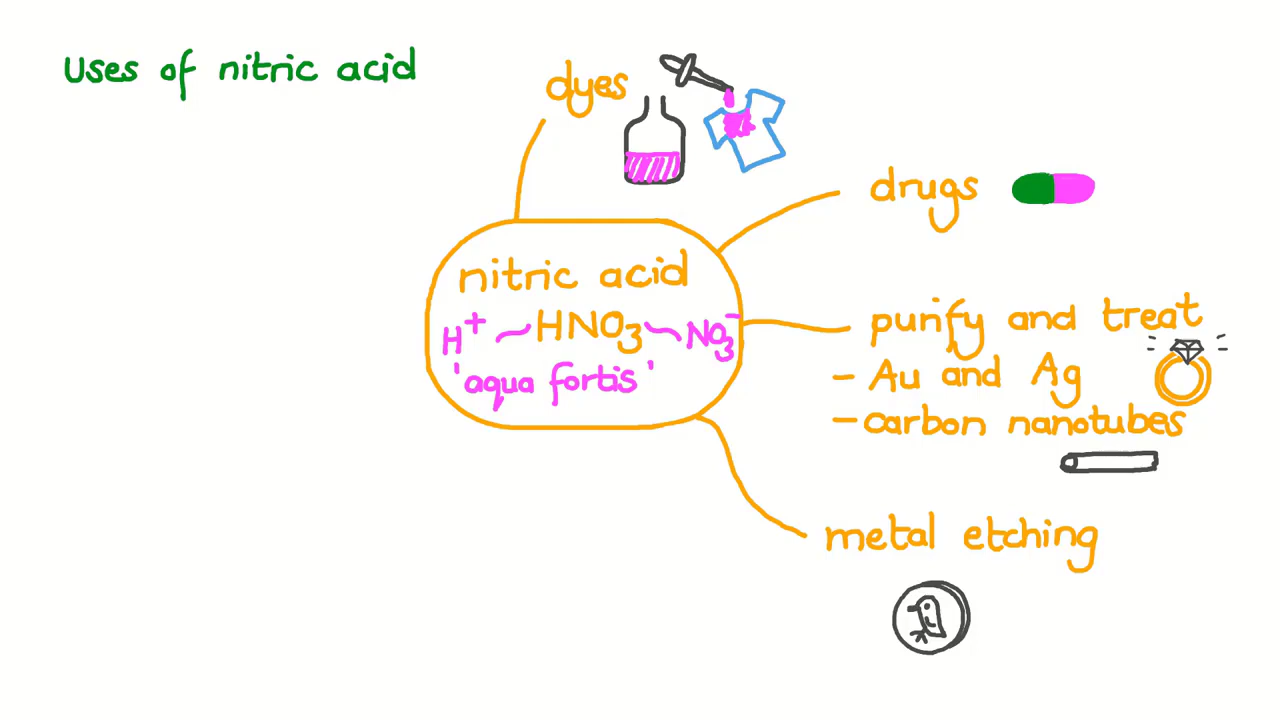 Uses of nitric acid
dyes
drugs
nitric acid
H⁺ HNO₃ NO₃⁻
'aqua fortis'
purify and treat
- Au and Ag
- carbon nanotubes
metal etching